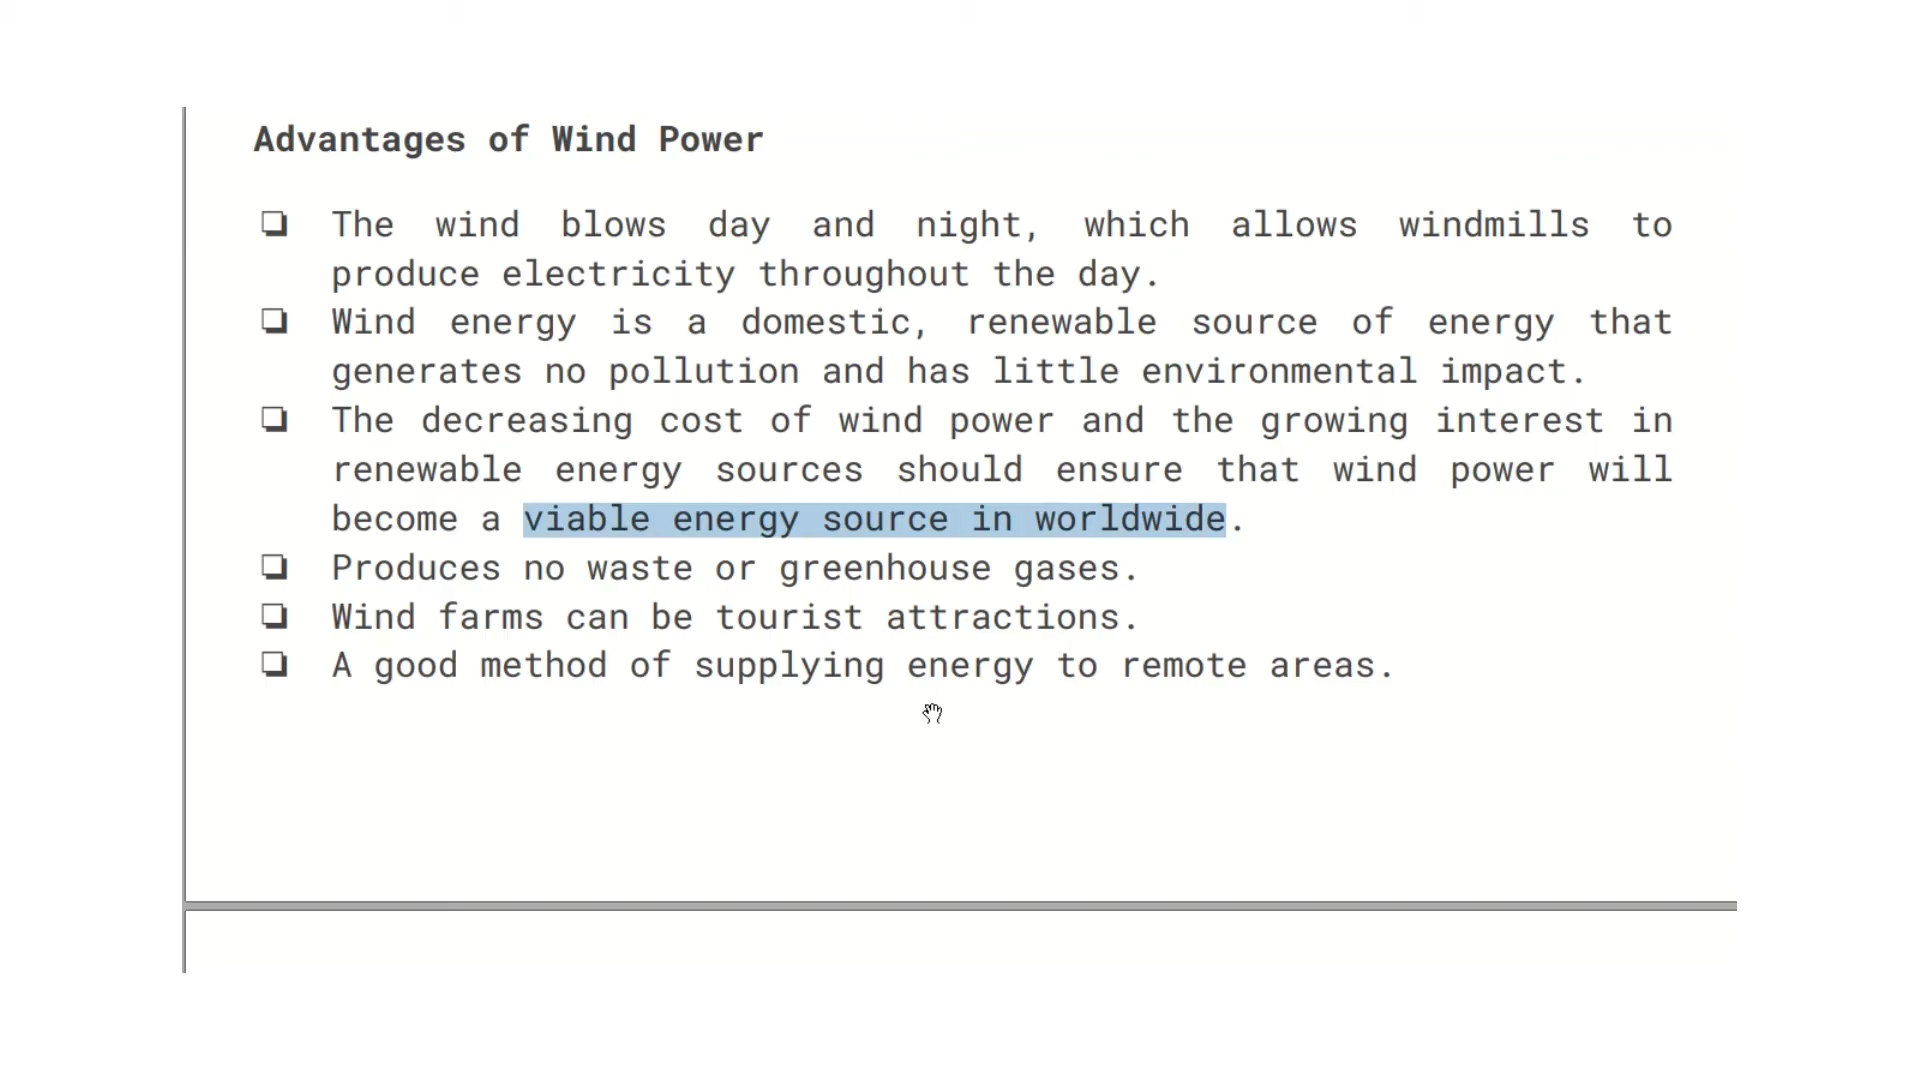 Advantages of Wind Power
❏ The wind blows day and night, which allows windmills to
produce electricity throughout the day.
❏ Wind energy is a domestic, renewable source of energy that
generates no pollution and has little environmental impact.
❏ The decreasing cost of wind power and the growing interest in
renewable energy sources should ensure that wind power will
become a viable energy source in worldwide.
❏ Produces no waste or greenhouse gases.
❏ Wind farms can be tourist attractions.
❏ A good method of supplying energy to remote areas.